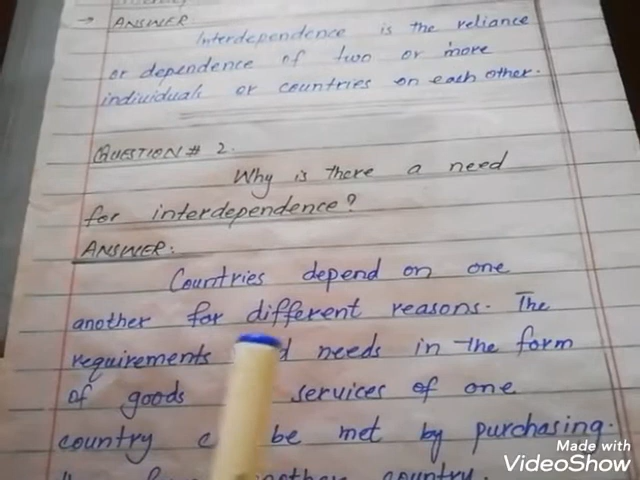 → ANSWER
Interdependence is the reliance
or dependence of two or more
individuals or countries on each other.
QUESTION # 2.
Why is there a need
for interdependence?
ANSWER:
Countries depend on one
another for different reasons. The
requirements needs in the form
of goods services of one
country be met by purchasing.
country.
Made with
VideoShow